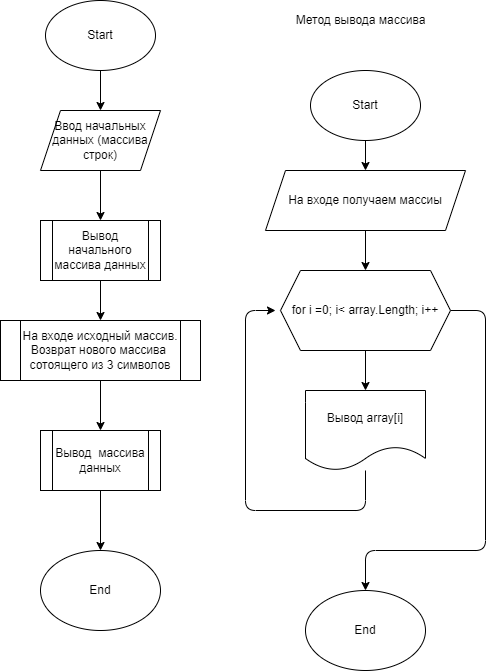 Start
Ввод начальных
данных (массива
строк)
Вывод
начального
массива данных
На входе исходный массив.
Возврат нового массива
сотоящего из 3 символов
Вывод массива
данных
End
Метод вывода массива
Start
На входе получаем массиы
for i =0; i< array.Length; i++
Вывод array[i]
End